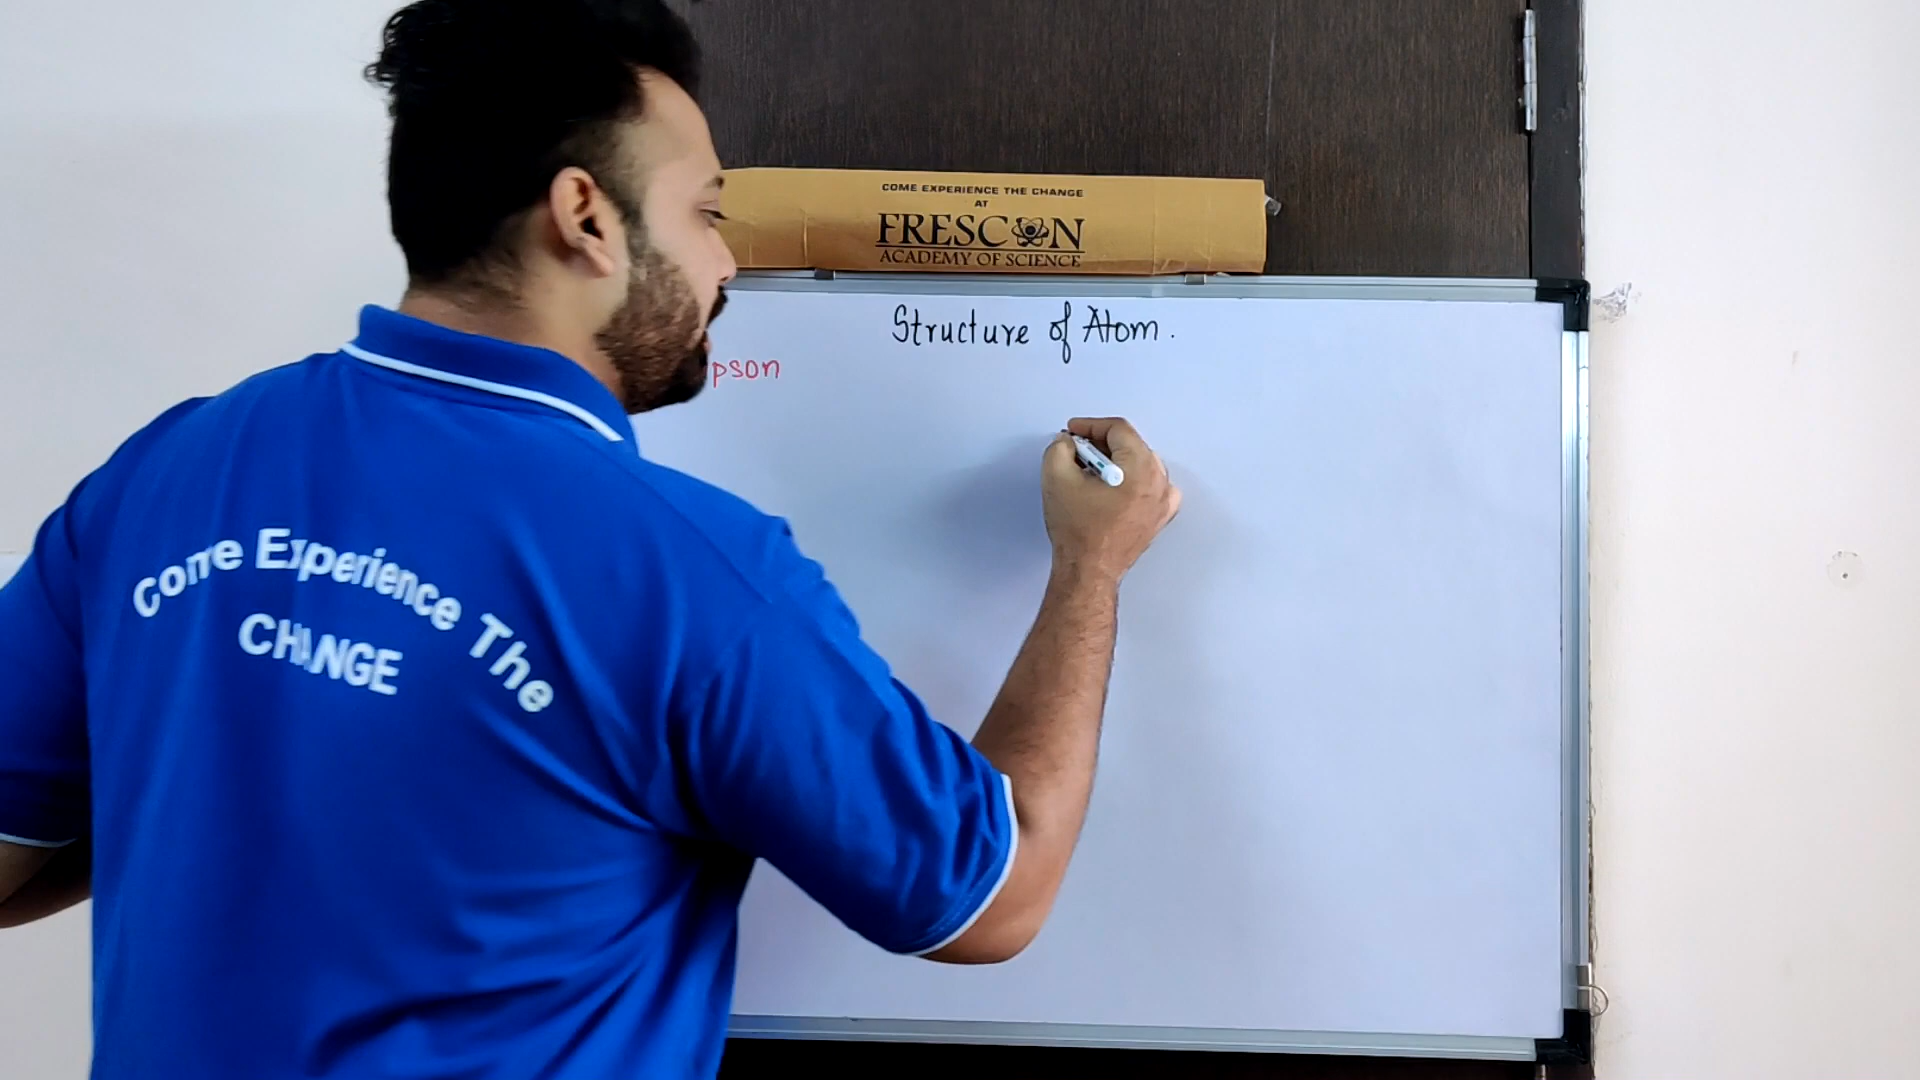 COME EXPERIENCE THE CHANGE
AT
FRESCON
ACADEMY OF SCIENCE
Structure of Atom.
pson
Come Experience The
CHANGE